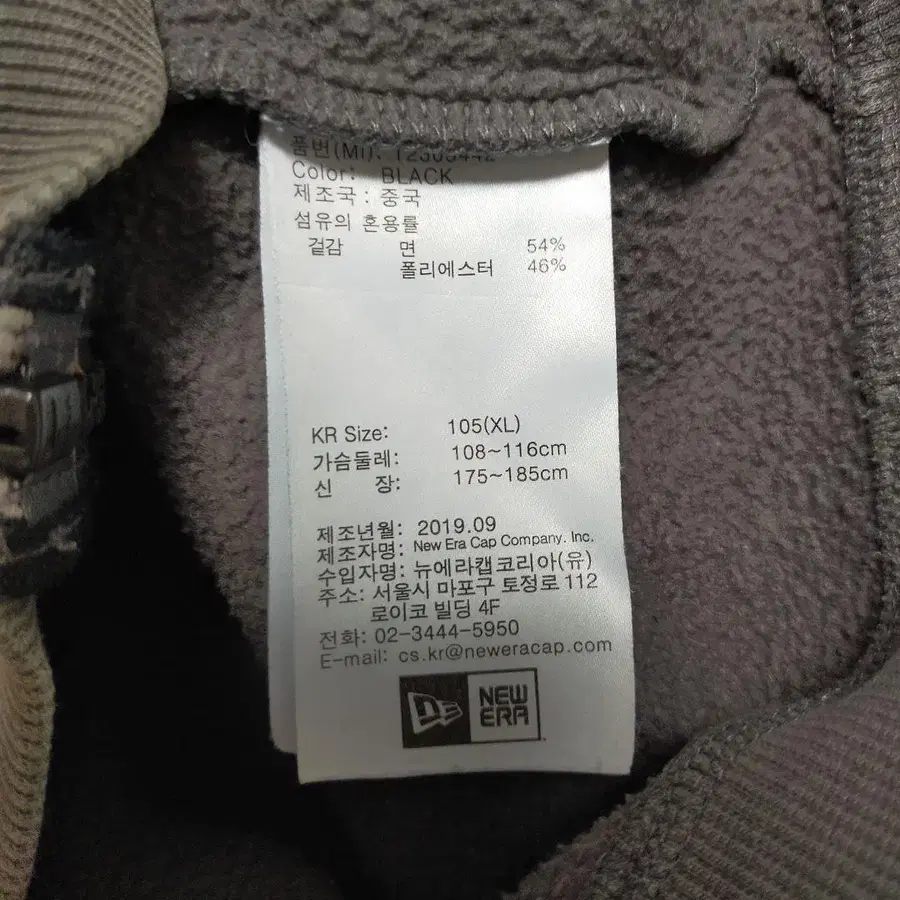 품번(MI):
Color: BLACK
제조국 : 중국
섬유의 혼용률
겉감 면 54%
폴리에스터 46%
KR Size: 105(XL)
가슴둘레: 108~116cm
신 장: 175~185cm
제조년월: 2019.09
제조자명: New Era Cap Company. Inc.
수입자명: 뉴에라캡코리아(유)
주소: 서울시 마포구 토정로 112
로이코 빌딩 4F
전화: 02-3444-5950
E-mail: cs.kr@neweracap.com
NEW
ERA